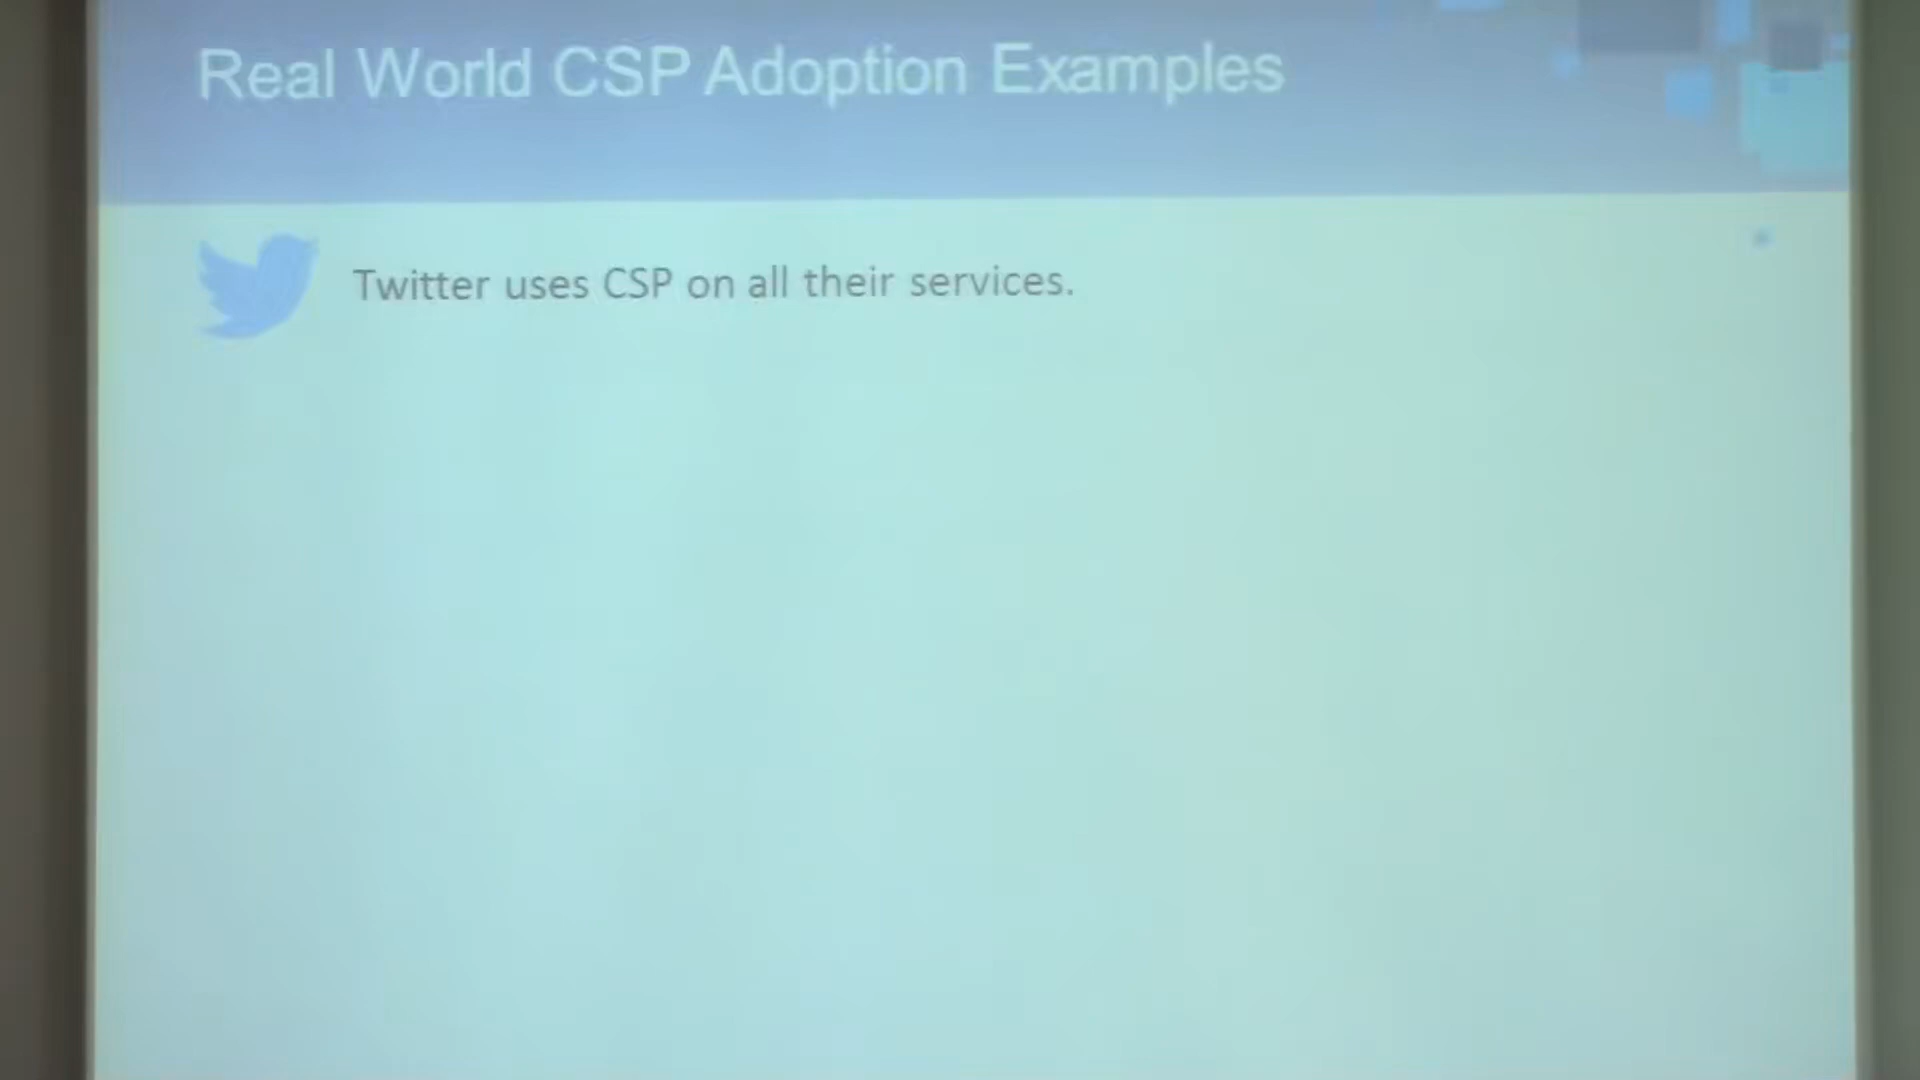 Real World CSP Adoption Examples
Twitter uses CSP on all their services.